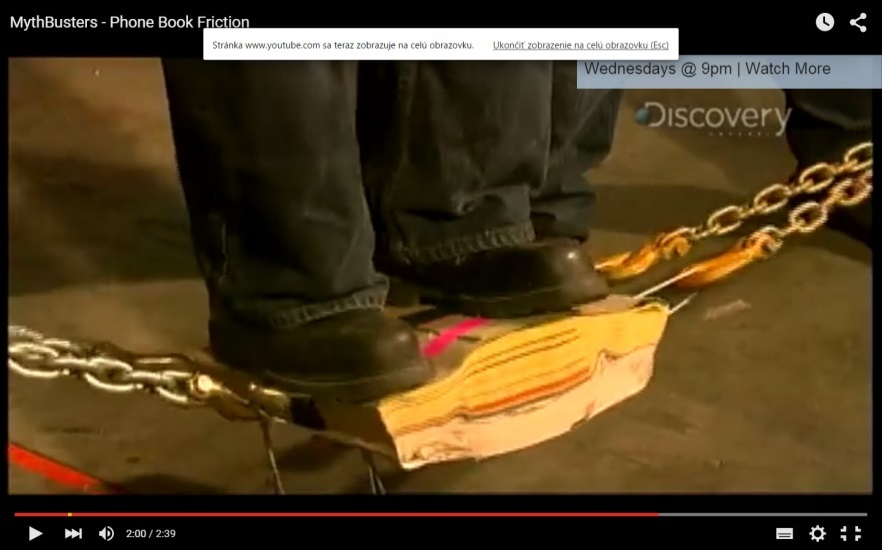 MythBusters - Phone Book Friction
Stránka www.youtube.com sa teraz zobrazuje na celú obrazovku. Ukončiť zobrazenie na celú obrazovku (Esc)
Wednesdays @ 9pm | Watch More
Discovery
2:00 / 2:39